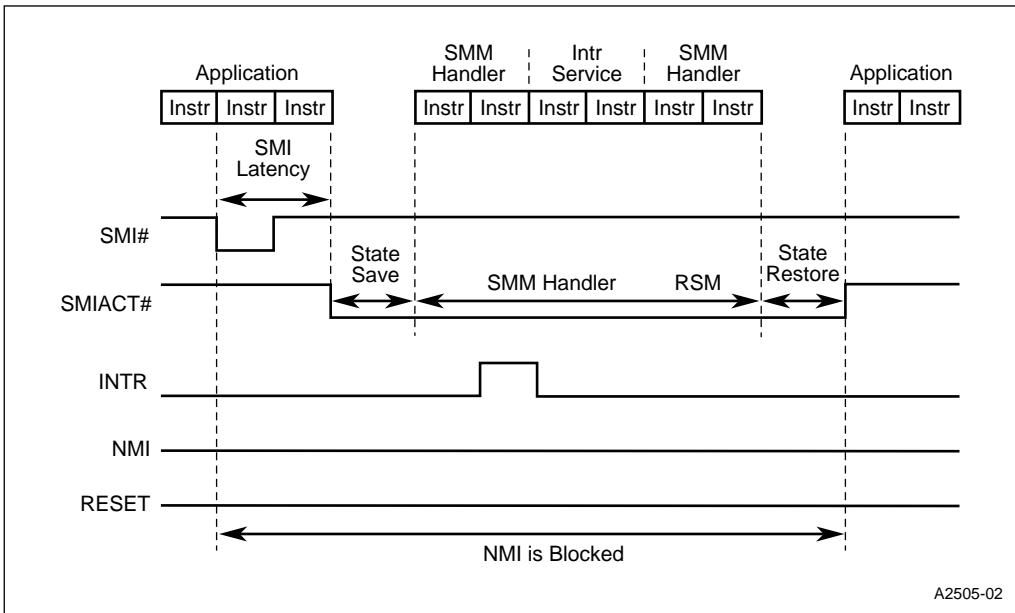 SMM Handler
Intr Service
SMM Handler
Application
Application
Instr Instr Instr
Instr Instr Instr Instr Instr Instr
Instr Instr
SMI Latency
SMI#
State Save
SMM Handler
RSM
State Restore
SMIACT#
INTR
NMI
RESET
NMI is Blocked
A2505-02